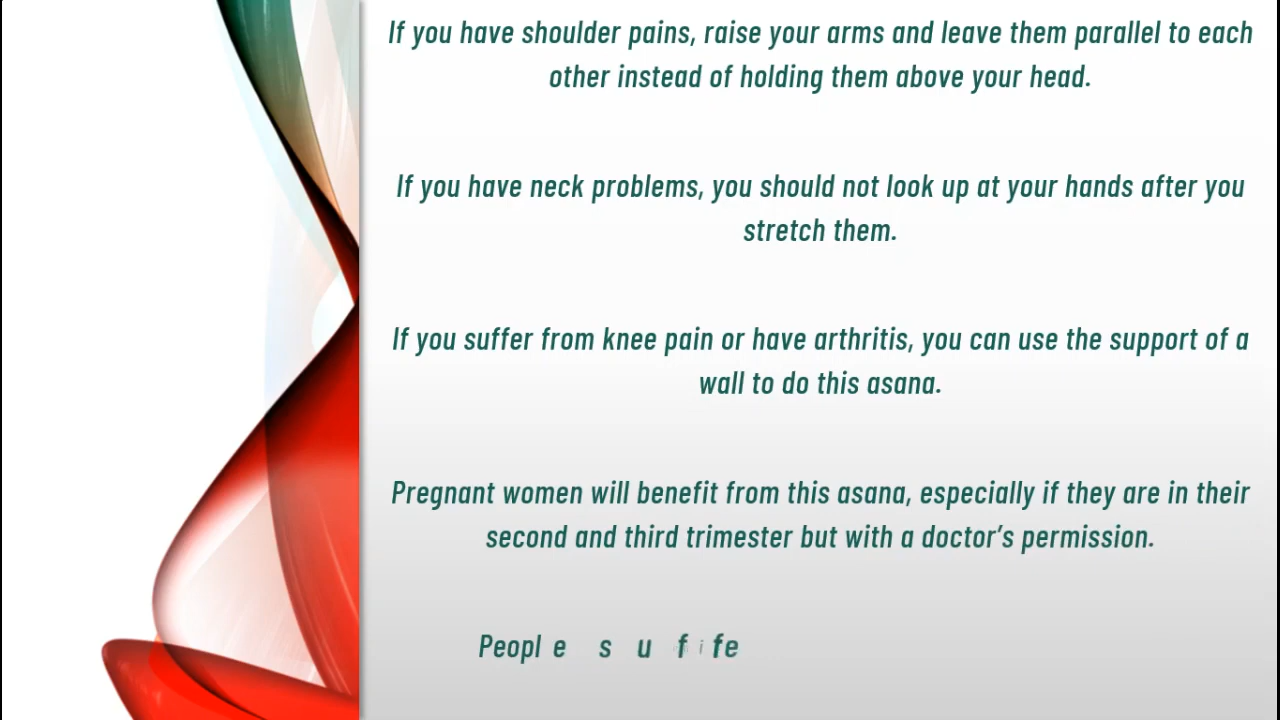 If you have shoulder pains, raise your arms and leave them parallel to each
other instead of holding them above your head.
If you have neck problems, you should not look up at your hands after you
stretch them.
If you suffer from knee pain or have arthritis, you can use the support of a
wall to do this asana.
Pregnant women will benefit from this asana, especially if they are in their
second and third trimester but with a doctor’s permission.
People